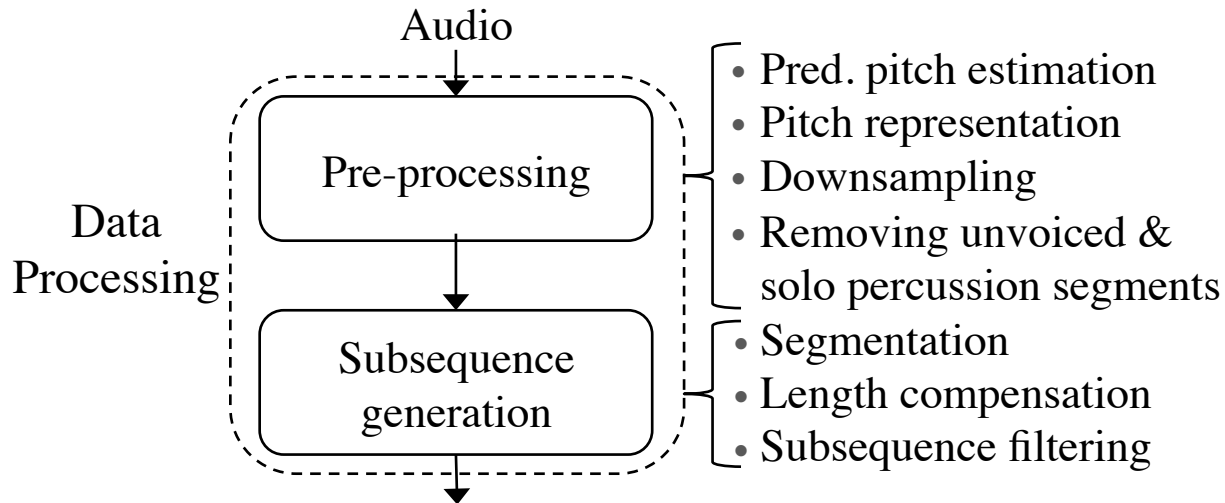 Audio
Pre-processing
Data
Processing
Subsequence
generation
• Pred. pitch estimation
• Pitch representation
• Downsampling
• Removing unvoiced &
solo percussion segments
• Segmentation
• Length compensation
• Subsequence filtering